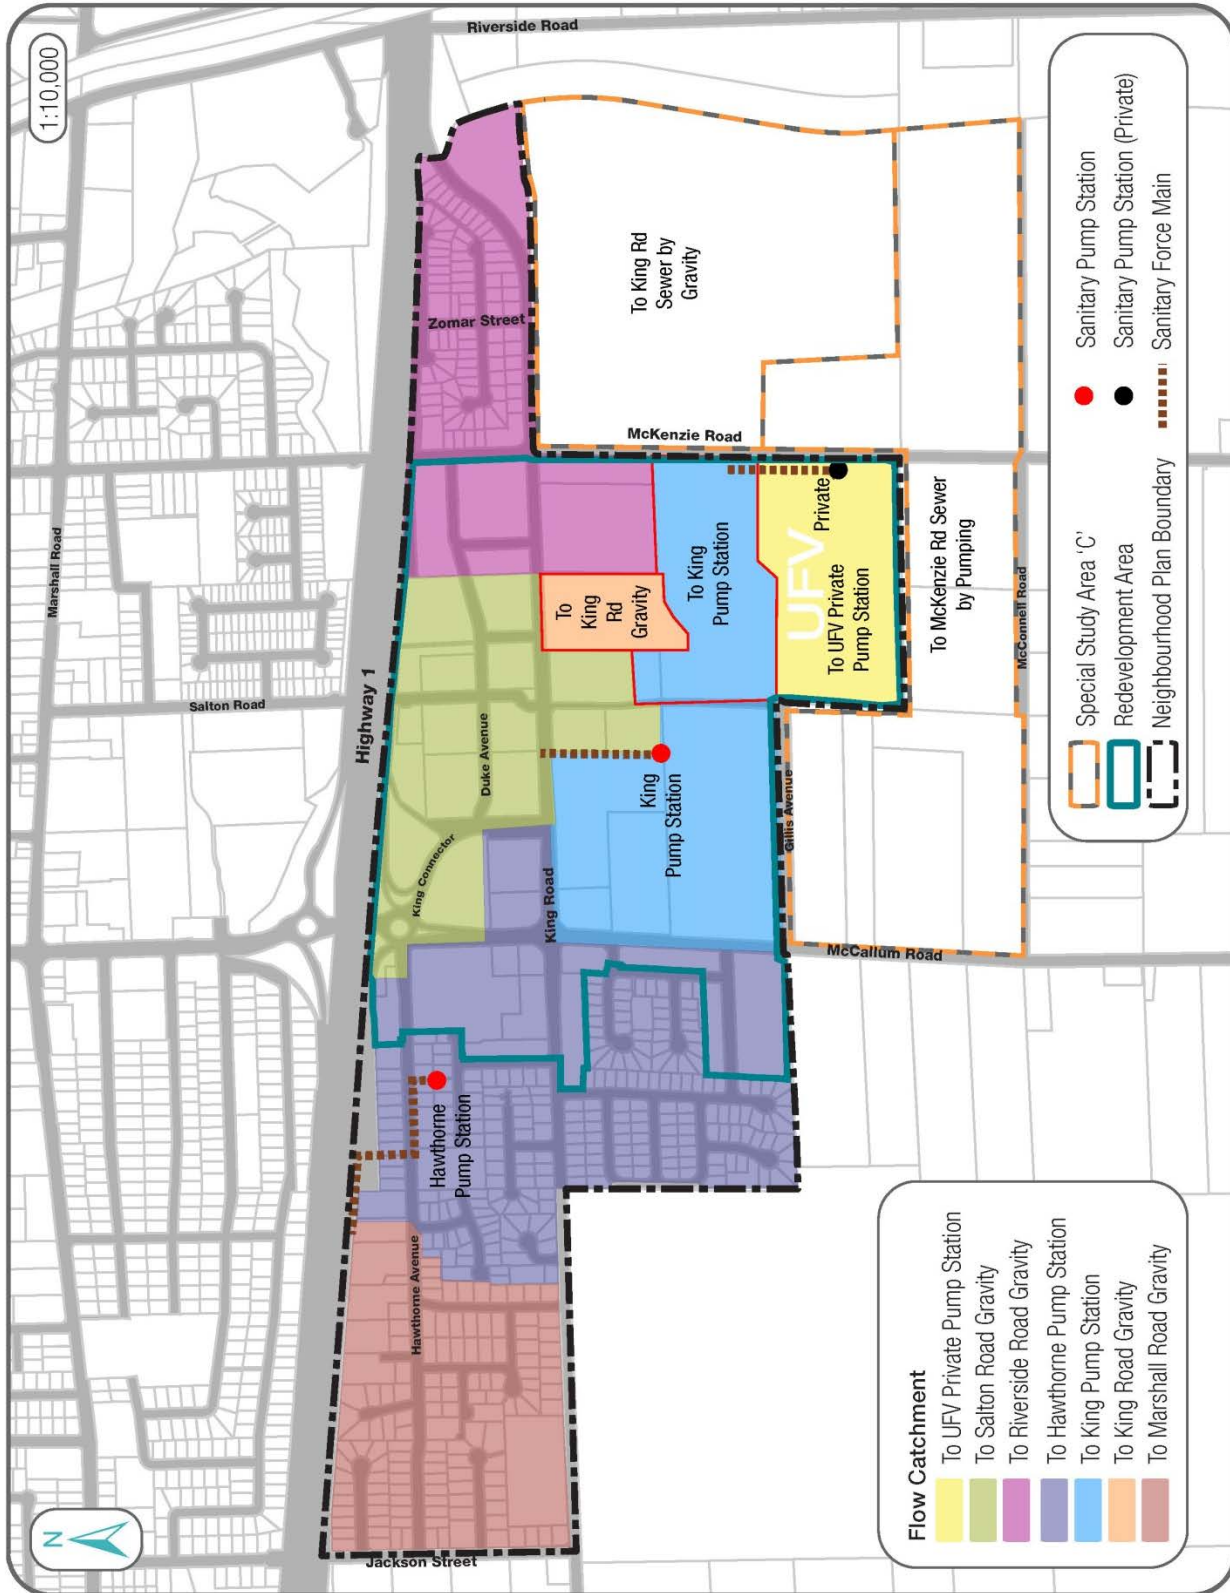 N
1:10,000
Riverside Road
Marshall Road
Salton Road
Highway 1
Zomar Street
McKenzie Road
To King Rd
Sewer by
Gravity
Duke Avenue
King Connector
King Road
To
King
Rd
Gravity
To King
Pump Station
King
Pump Station
UFV
Private
To UFV Private
Pump Station
To McKenzie Rd Sewer
by Pumping
McConnell Road
Gillis Avenue
McCallum Road
Hawthorne
Pump Station
Hawthorne Avenue
Jackson Street
Flow Catchment
To UFV Private Pump Station
To Salton Road Gravity
To Riverside Road Gravity
To Hawthorne Pump Station
To King Pump Station
To King Road Gravity
To Marshall Road Gravity
Special Study Area ‘C’
Redevelopment Area
Neighbourhood Plan Boundary
Sanitary Pump Station
Sanitary Pump Station (Private)
Sanitary Force Main